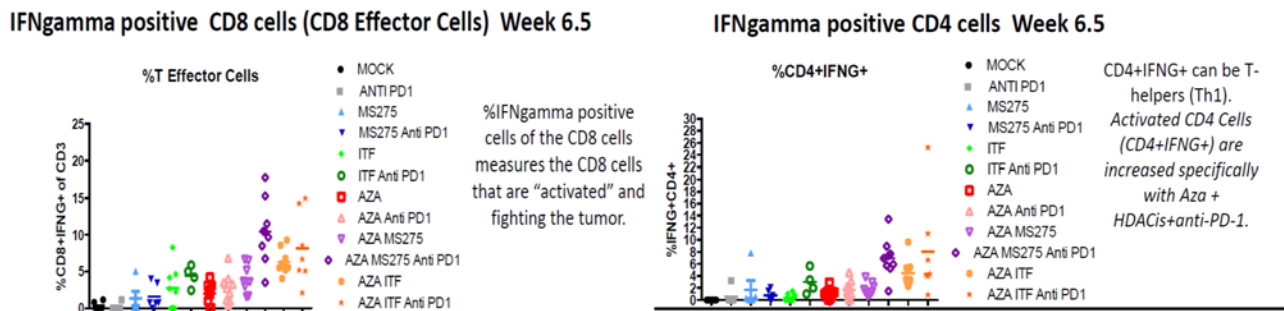 IFNgamma positive CD8 cells (CD8 Effector Cells) Week 6.5
%T Effector Cells
%CD8+IFNG+ of CD3
25
20
15
10
5
0
MOCK
ANTI PD1
MS275
MS275 Anti PD1
ITF
ITF Anti PD1
AZA
AZA Anti PD1
AZA MS275
AZA MS275 Anti PD1
AZA ITF
AZA ITF Anti PD1
%IFNgamma positive
cells of the CD8 cells
measures the CD8 cells
that are “activated” and
fighting the tumor.
IFNgamma positive CD4 cells Week 6.5
%CD4+IFNG+
%IFNG+CD4+
30
28
26
24
22
20
18
16
14
12
10
8
6
4
2
0
MOCK
ANTI PD1
MS275
MS275 Anti PD1
ITF
ITF Anti PD1
AZA
AZA Anti PD1
AZA MS275
AZA MS275 Anti PD1
AZA ITF
AZA ITF Anti PD1
CD4+IFNG+ can be T-
helpers (Th1).
Activated CD4 Cells
(CD4+IFNG+) are
increased specifically
with Aza +
HDACis+anti-PD-1.